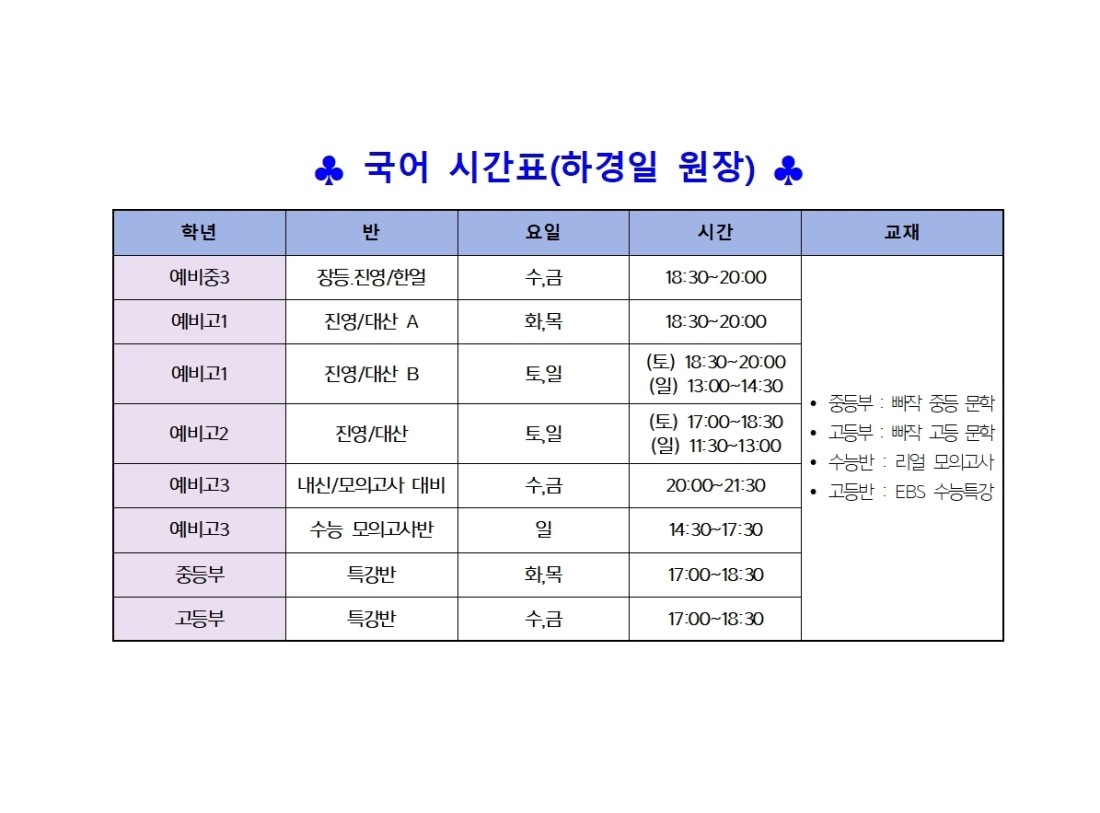 ♣ 국어 시간표(하경일 원장) ♣
학년 반 요일 시간 교재
예비중3 장등.진영/한얼 수,금 18:30~20:00
예비고1 진영/대산 A 화,목 18:30~20:00
예비고1 진영/대산 B 토,일 (토) 18:30~20:00
(일) 13:00~14:30
예비고2 진영/대산 토,일 (토) 17:00~18:30
(일) 11:30~13:00
예비고3 내신/모의고사 대비 수,금 20:00~21:30
예비고3 수능 모의고사반 일 14:30~17:30
중등부 특강반 화,목 17:00~18:30
고등부 특강반 수,금 17:00~18:30
• 중등부 : 빠작 중등 문학
• 고등부 : 빠작 고등 문학
• 수능반 : 리얼 모의고사
• 고등반 : EBS 수능특강